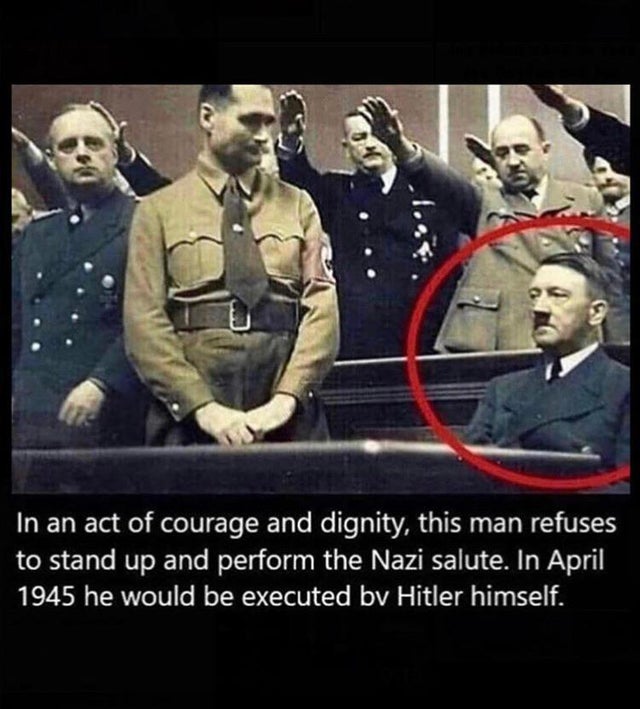 In an act of courage and dignity, this man refuses
to stand up and perform the Nazi salute. In April
1945 he would be executed by Hitler himself.